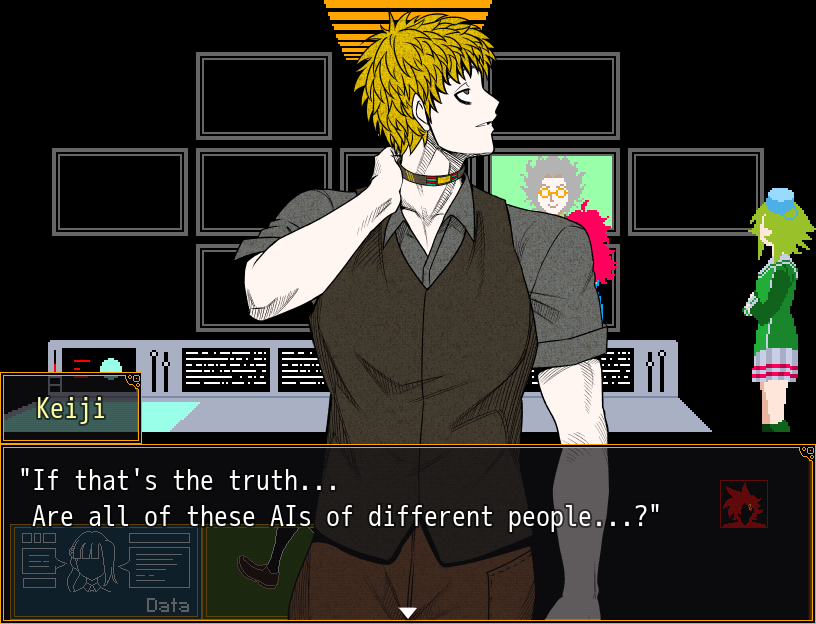 Keiji
"If that's the truth...
Are all of these AIs of different people...?"
Data